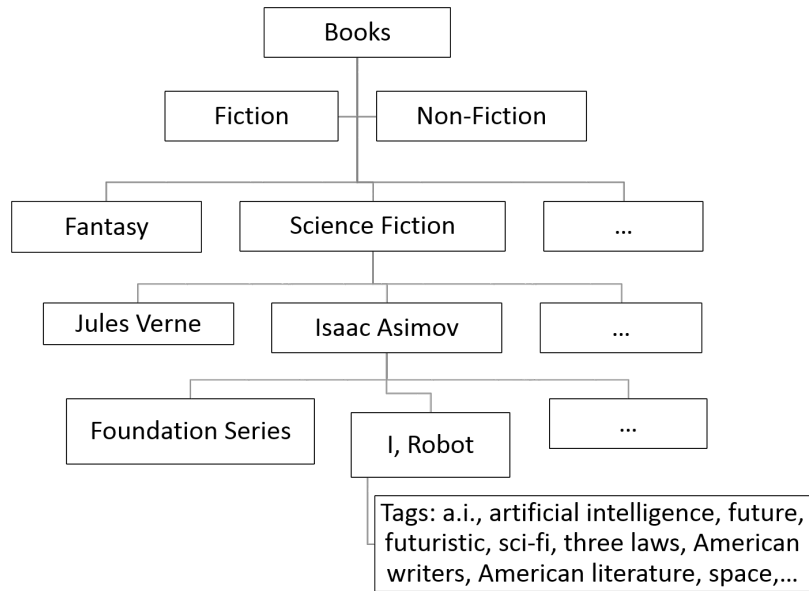 Books
Fiction
Non-Fiction
Fantasy
Science Fiction
...
Jules Verne
Isaac Asimov
...
Foundation Series
I, Robot
...
Tags: a.i., artificial intelligence, future,
futuristic, sci-fi, three laws, American
writers, American literature, space,...